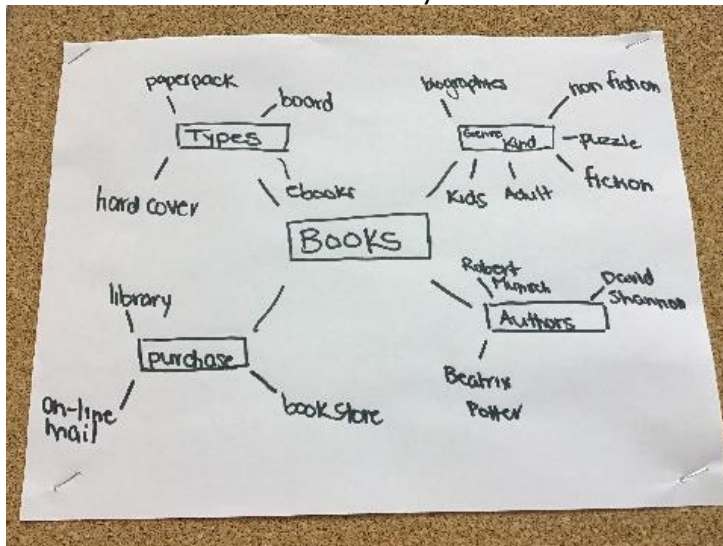 paperpack
board
Types
hard cover
ebooks
biographies
non fiction
Genre
Kind
puzzle
Kids
Adult
fiction
BOOKS
library
purchase
on-line
mail
book store
Robert
Munsch
David
Shannon
Authors
Beatrix
Potter